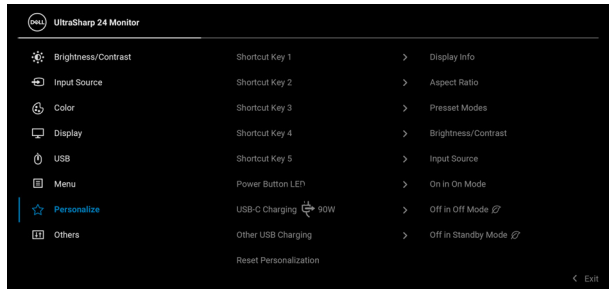 DELL UltraSharp 24 Monitor
Brightness/Contrast Shortcut Key 1 > Display Info
Input Source Shortcut Key 2 > Aspect Ratio
Color Shortcut Key 3 > Presset Modes
Display Shortcut Key 4 > Brightness/Contrast
USB Shortcut Key 5 > Input Source
Menu Power Button LED > On in On Mode
Personalize USB-C Charging 90W > Off in Off Mode
Others Other USB Charging > Off in Standby Mode
Reset Personalization
< Exit